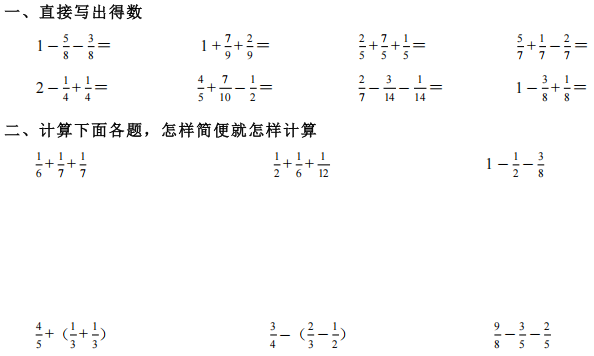 一、直接写出得数
1－5/8－3/8＝ 1＋7/9＋2/9＝ 2/5＋7/5＋1/5＝ 5/7＋1/7－2/7＝
2－1/4＋1/4＝ 4/5＋7/10－1/2＝ 2/7－3/14－1/14＝ 1－3/8＋1/8＝
二、计算下面各题，怎样简便就怎样计算
1/6＋1/7＋1/7 1/2＋1/6＋1/12 1－1/2－3/8
4/5＋（1/3＋1/3） 3/4－（2/3－1/2） 9/8－3/5－2/5